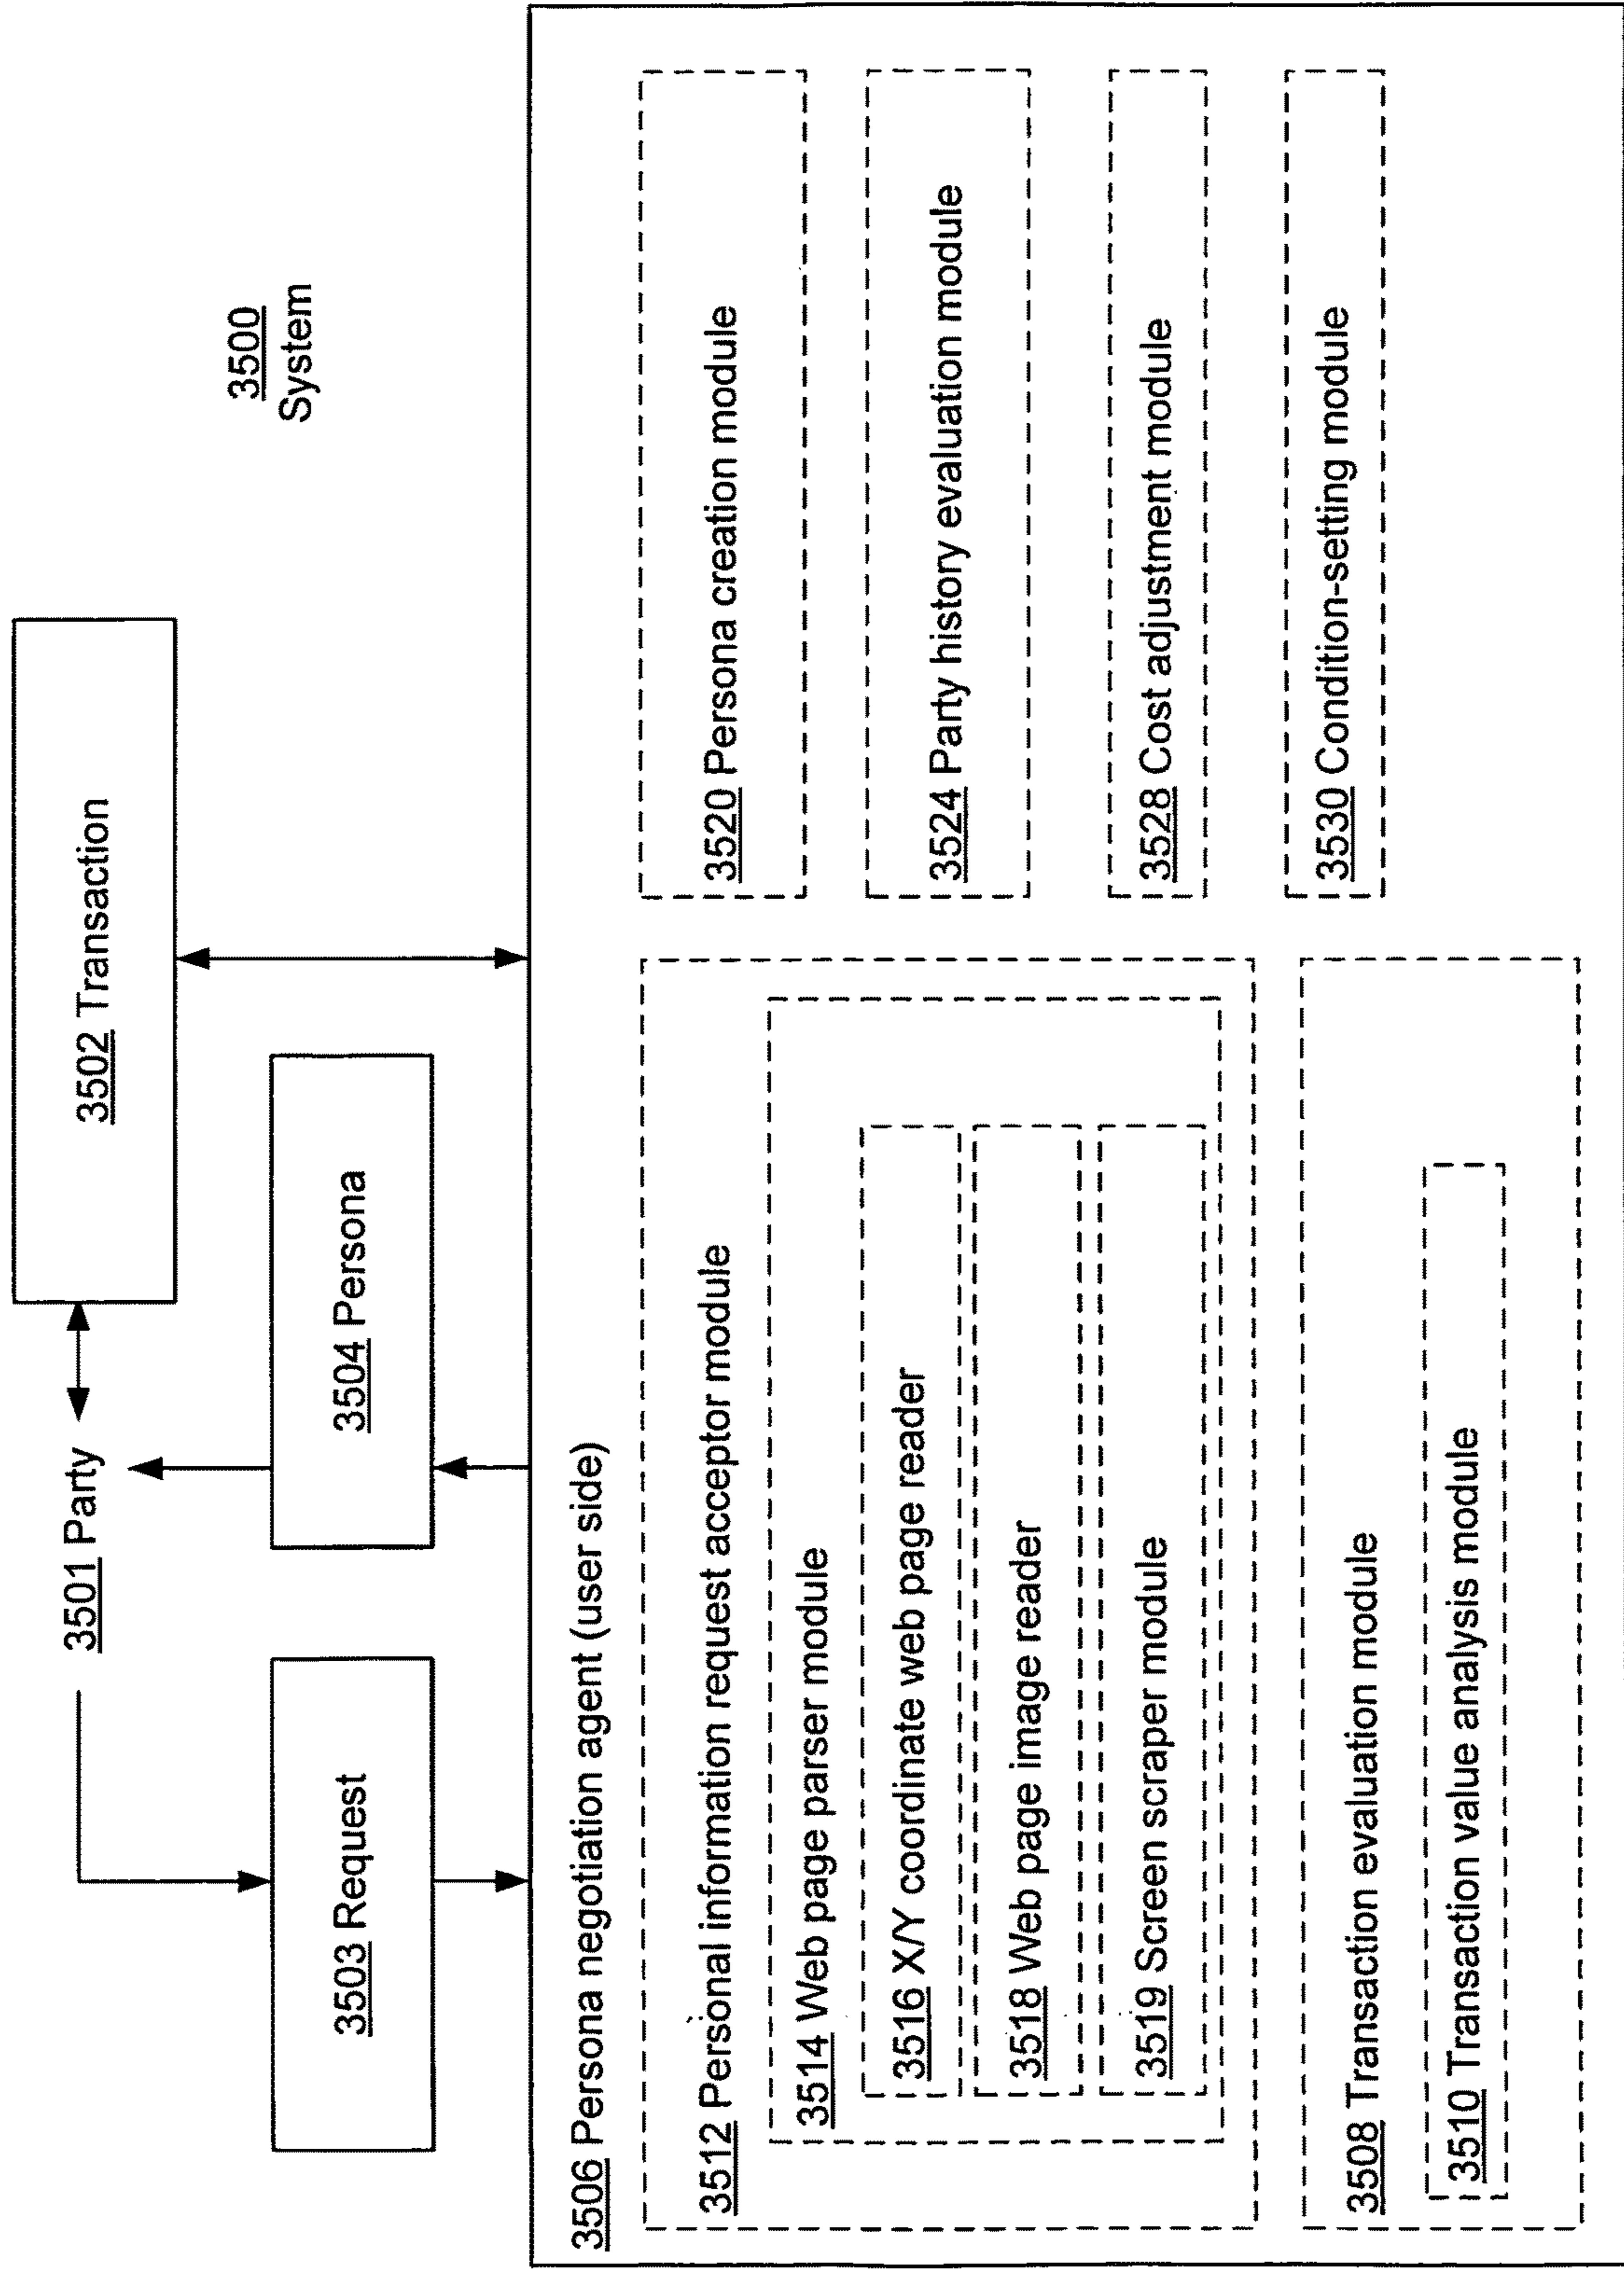 3500
System
3502 Transaction
3501 Party
3504 Persona
3503 Request
3506 Persona negotiation agent (user side)
3512 Personal information request acceptor module
3514 Web page parser module
3516 X/Y coordinate web page reader
3518 Web page image reader
3519 Screen scraper module
3508 Transaction evaluation module
3510 Transaction value analysis module
3520 Persona creation module
3524 Party history evaluation module
3528 Cost adjustment module
3530 Condition-setting module